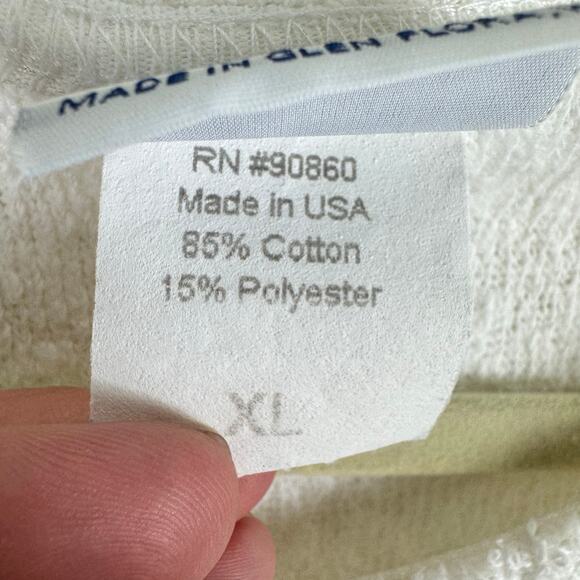 MADE IN GLEN FLORA,
RN #90860
Made in USA
85% Cotton
15% Polyester
XL